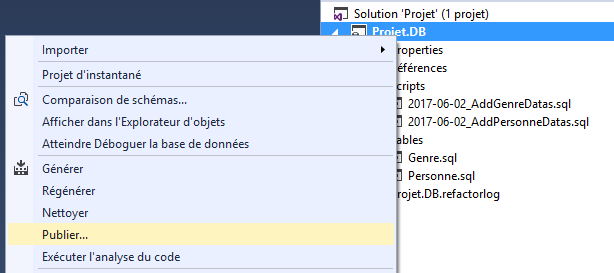 Solution 'Projet' (1 projet)
Projet.DB
Importer
roperties
Projet d'instantané
éférences
cripts
Comparaison de schémas...
2017-06-02_AddGenreDatas.sql
Afficher dans l'Explorateur d'objets
2017-06-02_AddPersonneDatas.sql
Atteindre Déboguer la base de données
ables
Générer
Genre.sql
Régénérer
Personne.sql
rojet.DB.refactorlog
Nettoyer
Publier...
Exécuter l'analyse du code